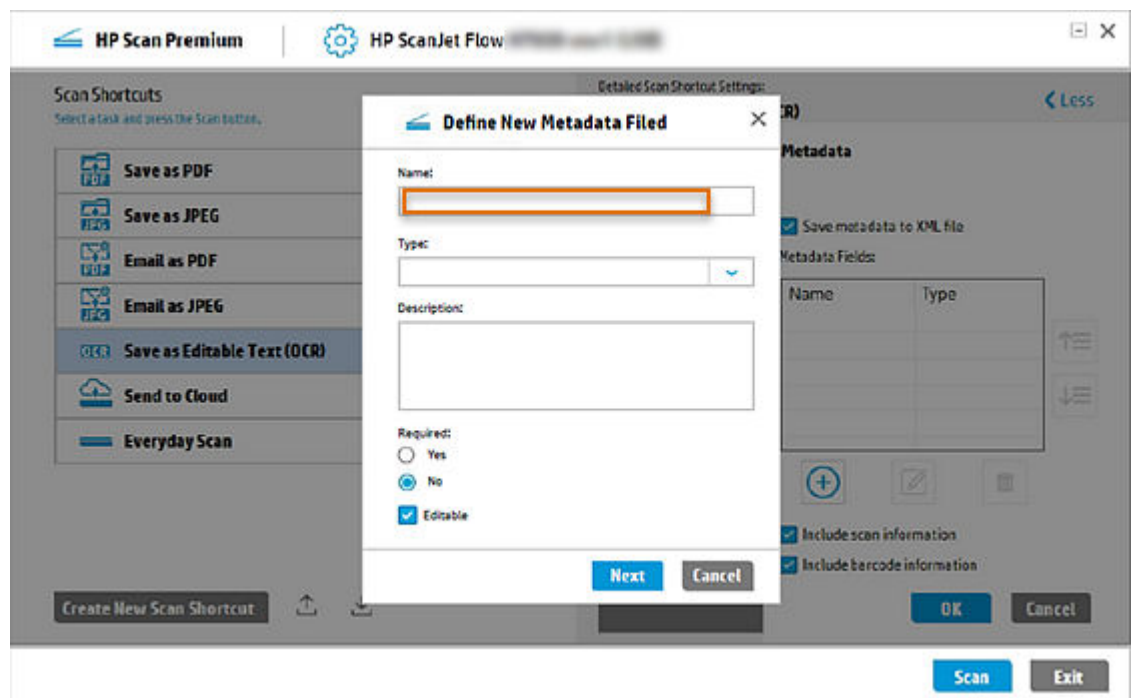 HP Scan Premium
HP ScanJet Flow
Scan Shortcuts
Select a task and press the Scan button.
Save as PDF
Save as JPEG
Email as PDF
Email as JPEG
Save as Editable Text (OCR)
Send to Cloud
Everyday Scan
Create New Scan Shortcut
Define New Metadata Filed
Name:
Type:
Description:
Required:
Yes
No
Editable
Next
Cancel
Detailed Scan Shortcut Settings:
Less
Metadata
Save metadata to XML file
Metadata Fields:
Name
Type
Include scan information
Include barcode information
OK
Cancel
Scan
Exit